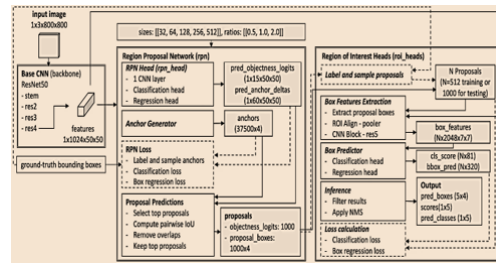 input image
1x3x800x800
sizes: [[32, 64, 128, 256, 512]], ratios: [[0.5, 1.0, 2.0]]
Base CNN (backbone)
ResNet50
- stem
- res2
- res3
- res4
features
1x1024x50x50
ground-truth bounding boxes
Region Proposal Network (rpn)
RPN Head (rpn_head)
- 1 CNN layer
- Classification head
- Regression head
pred_objectness_logits
(1x15x50x50)
pred_anchor_deltas
(1x60x50x50)
Anchor Generator
anchors
(37500x4)
RPN Loss
- Label and sample anchors
- Classification loss
- Box regression loss
Proposal Predictions
- Select top proposals
- Compute pairwise IoU
- Remove overlaps
- Keep top proposals
proposals
- objectness_logits: 1000
- proposal_boxes:
1000x4
Region of Interest Heads (roi_heads)
Label and sample proposals
N Proposals
(N=512 training or
1000 for testing)
Box Features Extraction
- Extract proposal boxes
- ROI Align - pooler
- CNN Block - res5
box_features
(Nx2048x7x7)
Box Predictor
- Classification head
- Regression head
cls_score (Nx81)
bbox_pred (Nx320)
Inference
- Filter results
- Apply NMS
Output
pred_boxes (5x4)
scores(1x5)
pred_classes (1x5)
Loss calculation
- Classification loss
- Box regression loss